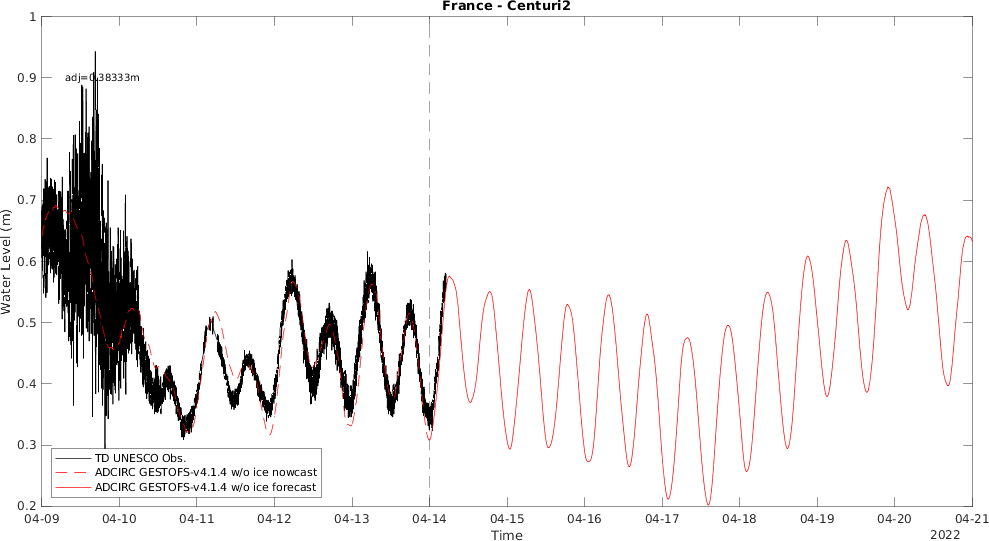 France - Centuri2
1
0.9
0.8
0.7
0.6
0.5
0.4
0.3
0.2
Water Level (m)
adj=0.38333m
TD UNESCO Obs.
ADCIRC GESTOFS-v4.1.4 w/o ice nowcast
ADCIRC GESTOFS-v4.1.4 w/o ice forecast
04-09 04-10 04-11 04-12 04-13 04-14 04-15 04-16 04-17 04-18 04-19 04-20 04-21
Time
2022